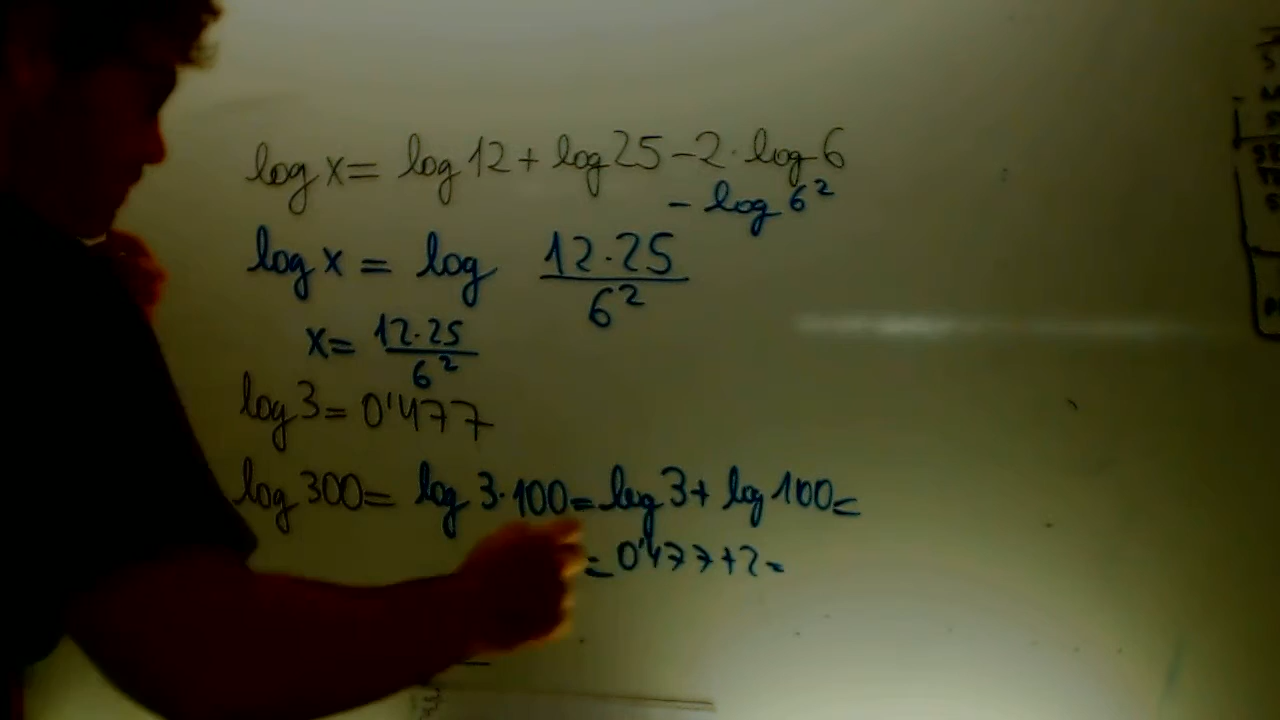 log x = log 12 + log 25 - 2 · log 6
- log 6²
log x = log 12·25 / 6²
x = 12·25 / 6²
log 3 = 0'477
log 300 = log 3·100 = log 3 + log 100 =
= 0'477 + 2 =